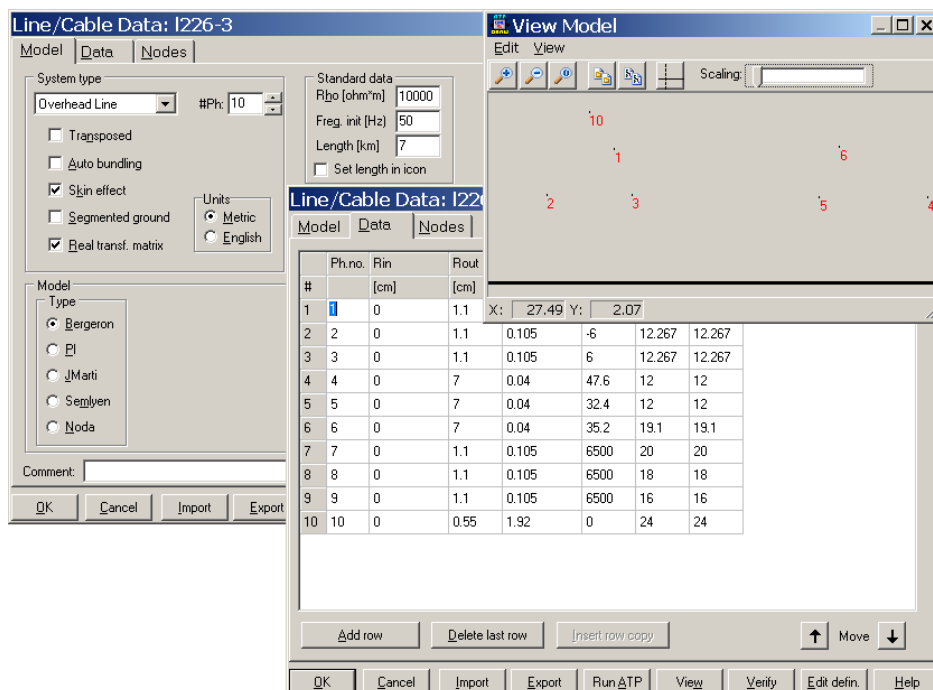 Line/Cable Data: l226-3
Model Data Nodes
System type
Overhead Line #Ph: 10
Transposed
Auto bundling
Skin effect
Segmented ground
Real transf. matrix
Units
Metric
English
Standard data
Rho [ohm*m] 10000
Freq. init [Hz] 50
Length [km] 7
Set length in icon
Model
Type
Bergeron
PI
JMarti
Semlyen
Noda
Comment:
OK Cancel Import Export
View Model
Edit View
Scaling:
10
1
6
2 3 5 4
X: 27.49 Y: 2.07
Line/Cable Data: l226
Model Data Nodes
Ph.no. Rin Rout
# [cm] [cm]
1 1 0 1.1
2 2 0 1.1 0.105 -6 12.267 12.267
3 3 0 1.1 0.105 6 12.267 12.267
4 4 0 7 0.04 47.6 12 12
5 5 0 7 0.04 32.4 12 12
6 6 0 7 0.04 35.2 19.1 19.1
7 7 0 1.1 0.105 6500 20 20
8 8 0 1.1 0.105 6500 18 18
9 9 0 1.1 0.105 6500 16 16
10 10 0 0.55 1.92 0 24 24
Add row Delete last row Insert row copy Move
OK Cancel Import Export Run ATP View Verify Edit defin. Help